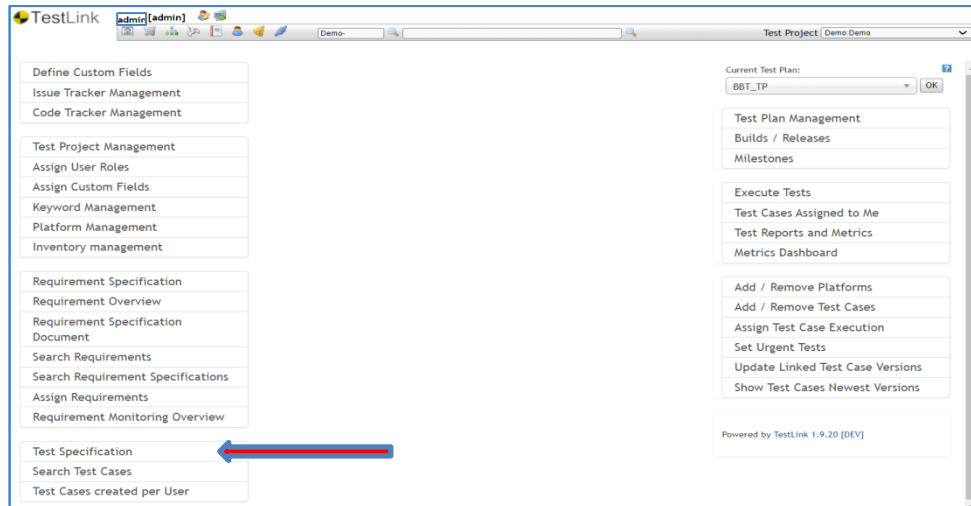 TestLink admin [admin]
Demo- Test Project Demo:Demo
Define Custom Fields
Issue Tracker Management
Code Tracker Management
Test Project Management
Assign User Roles
Assign Custom Fields
Keyword Management
Platform Management
Inventory management
Requirement Specification
Requirement Overview
Requirement Specification
Document
Search Requirements
Search Requirement Specifications
Assign Requirements
Requirement Monitoring Overview
Test Specification
Search Test Cases
Test Cases created per User
Current Test Plan:
BBT_TP OK
Test Plan Management
Builds / Releases
Milestones
Execute Tests
Test Cases Assigned to Me
Test Reports and Metrics
Metrics Dashboard
Add / Remove Platforms
Add / Remove Test Cases
Assign Test Case Execution
Set Urgent Tests
Update Linked Test Case Versions
Show Test Cases Newest Versions
Powered by TestLink 1.9.20 [DEV]